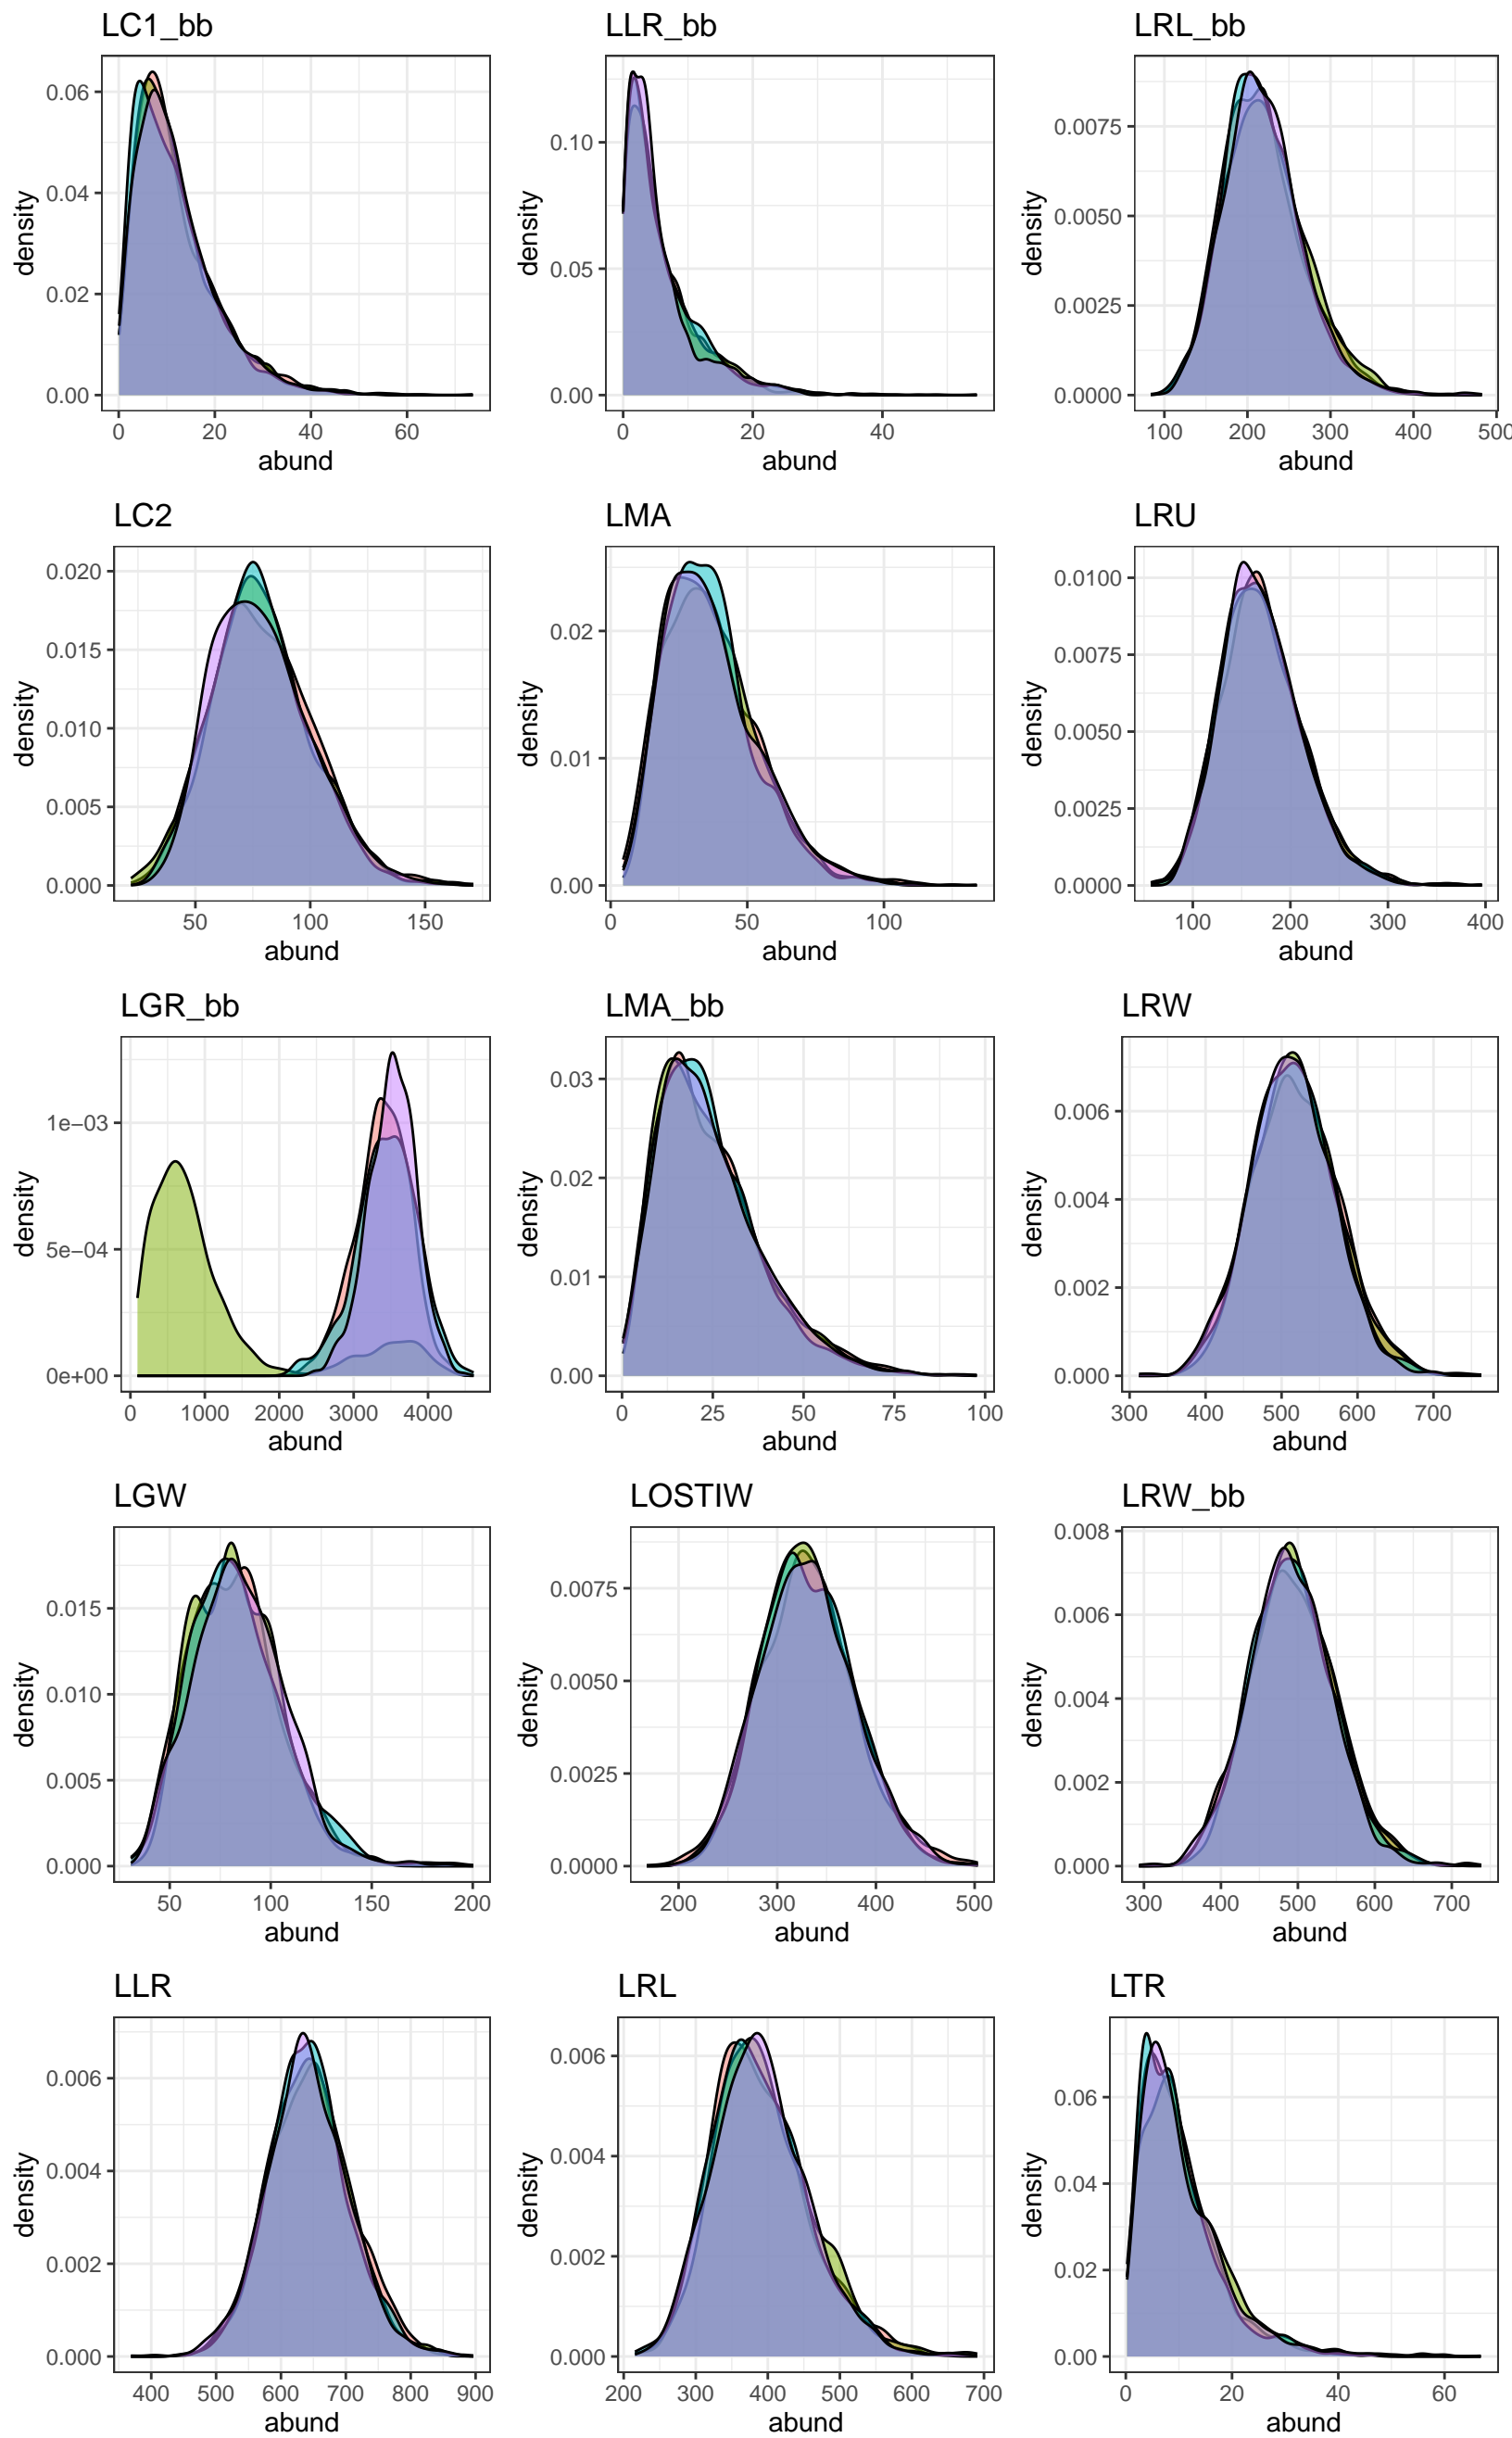 LC1_bb
LLR_bb
LRL_bb
density
0.06
0.04
0.02
0.00
0 20 40 60
abund
density
0.10
0.05
0.00
0 20 40
abund
density
0.0075
0.0050
0.0025
0.0000
100 200 300 400 500
abund
LC2
LMA
LRU
density
0.020
0.015
0.010
0.005
0.000
50 100 150
abund
density
0.02
0.01
0.00
0 50 100
abund
density
0.0100
0.0075
0.0050
0.0025
0.0000
100 200 300 400
abund
LGR_bb
LMA_bb
LRW
density
1e−03
5e−04
0e+00
0 1000 2000 3000 4000
abund
density
0.03
0.02
0.01
0.00
0 25 50 75 100
abund
density
0.006
0.004
0.002
0.000
300 400 500 600 700
abund
LGW
LOSTIW
LRW_bb
density
0.015
0.010
0.005
0.000
50 100 150 200
abund
density
0.0075
0.0050
0.0025
0.0000
200 300 400 500
abund
density
0.008
0.006
0.004
0.002
0.000
300 400 500 600 700
abund
LLR
LRL
LTR
density
0.006
0.004
0.002
0.000
400 500 600 700 800 900
abund
density
0.006
0.004
0.002
0.000
200 300 400 500 600 700
abund
density
0.06
0.04
0.02
0.00
0 20 40 60
abund